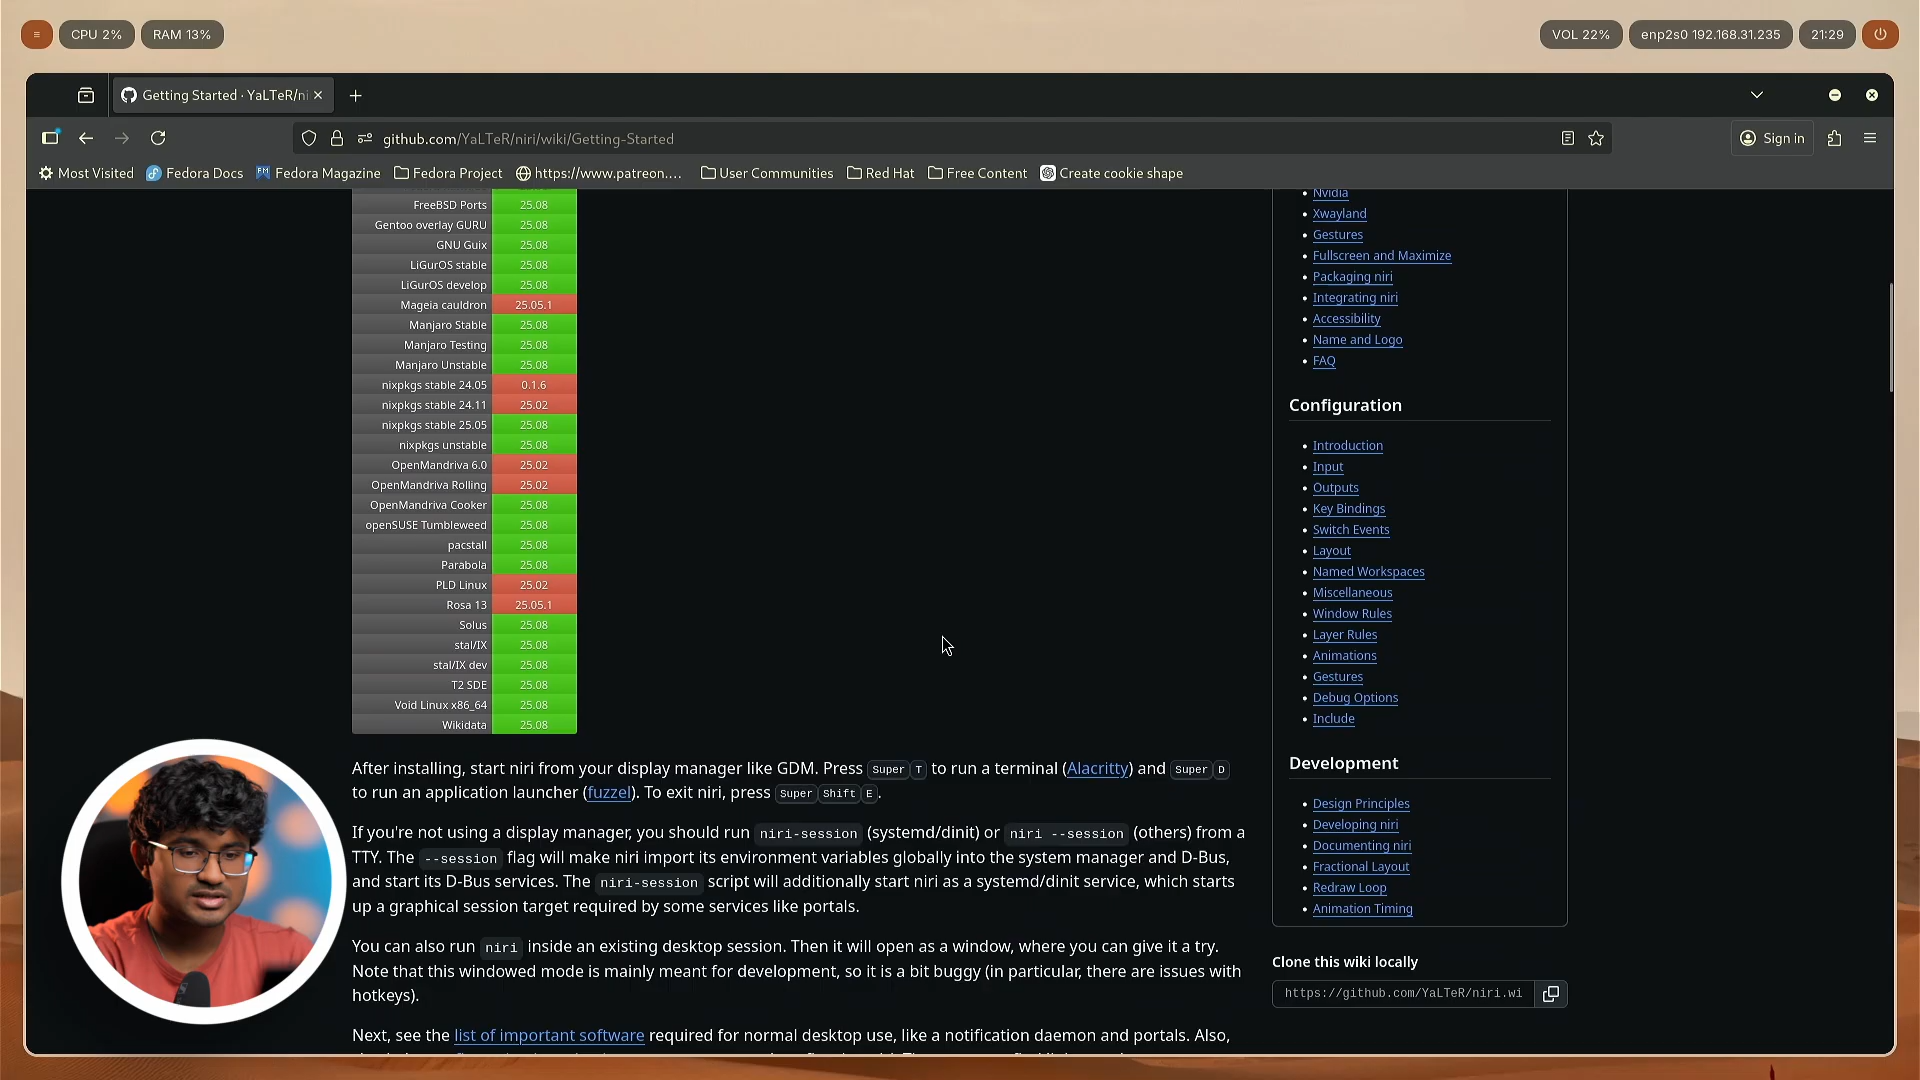 CPU 2%
RAM 13%
VOL 22%
enp2s0 192.168.31.235
21:29
Getting Started · YaLTeR/ni
github.com/YaLTeR/niri/wiki/Getting-Started
Sign in
Most Visited
Fedora Docs
Fedora Magazine
Fedora Project
https://www.patreon....
User Communities
Red Hat
Free Content
Create cookie shape
FreeBSD Ports 25.08
Gentoo overlay GURU 25.08
GNU Guix 25.08
LiGurOS stable 25.08
LiGurOS develop 25.08
Mageia cauldron 25.05.1
Manjaro Stable 25.08
Manjaro Testing 25.08
Manjaro Unstable 25.08
nixpkgs stable 24.05 0.1.6
nixpkgs stable 24.11 25.02
nixpkgs stable 25.05 25.08
nixpkgs unstable 25.08
OpenMandriva 6.0 25.02
OpenMandriva Rolling 25.02
OpenMandriva Cooker 25.08
openSUSE Tumbleweed 25.08
pacstall 25.08
Parabola 25.08
PLD Linux 25.02
Rosa 13 25.05.1
Solus 25.08
stal/IX 25.08
stal/IX dev 25.08
T2 SDE 25.08
Void Linux x86_64 25.08
Wikidata 25.08
After installing, start niri from your display manager like GDM. Press Super T to run a terminal (Alacritty) and Super D
to run an application launcher (fuzzel). To exit niri, press Super Shift E.
If you're not using a display manager, you should run niri-session (systemd/dinit) or niri --session (others) from a
TTY. The --session flag will make niri import its environment variables globally into the system manager and D-Bus,
and start its D-Bus services. The niri-session script will additionally start niri as a systemd/dinit service, which starts
up a graphical session target required by some services like portals.
You can also run niri inside an existing desktop session. Then it will open as a window, where you can give it a try.
Note that this windowed mode is mainly meant for development, so it is a bit buggy (in particular, there are issues with
hotkeys).
Next, see the list of important software required for normal desktop use, like a notification daemon and portals. Also,
Nvidia
Xwayland
Gestures
Fullscreen and Maximize
Packaging niri
Integrating niri
Accessibility
Name and Logo
FAQ
Configuration
Introduction
Input
Outputs
Key Bindings
Switch Events
Layout
Named Workspaces
Miscellaneous
Window Rules
Layer Rules
Animations
Gestures
Debug Options
Include
Development
Design Principles
Developing niri
Documenting niri
Fractional Layout
Redraw Loop
Animation Timing
Clone this wiki locally
https://github.com/YaLTeR/niri.wi